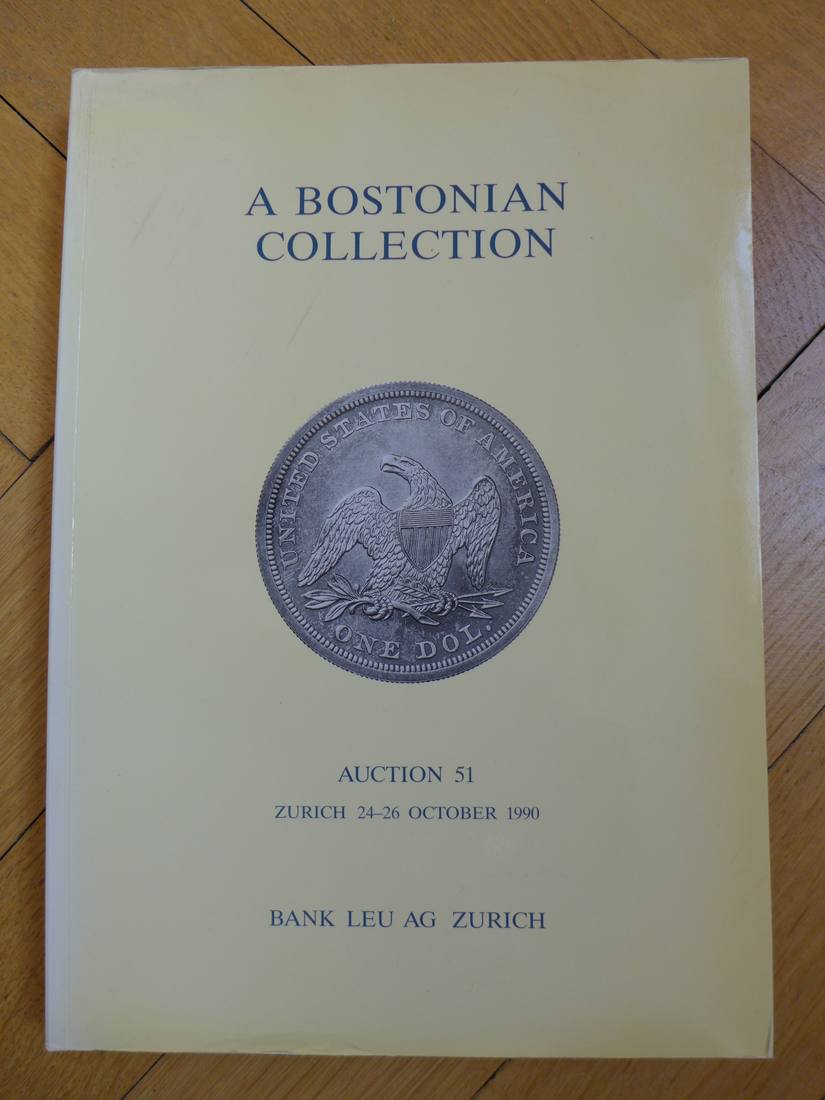 A BOSTONIAN
COLLECTION
UNITED STATES OF AMERICA
ONE DOL.
AUCTION 51
ZURICH 24–26 OCTOBER 1990
BANK LEU AG ZURICH